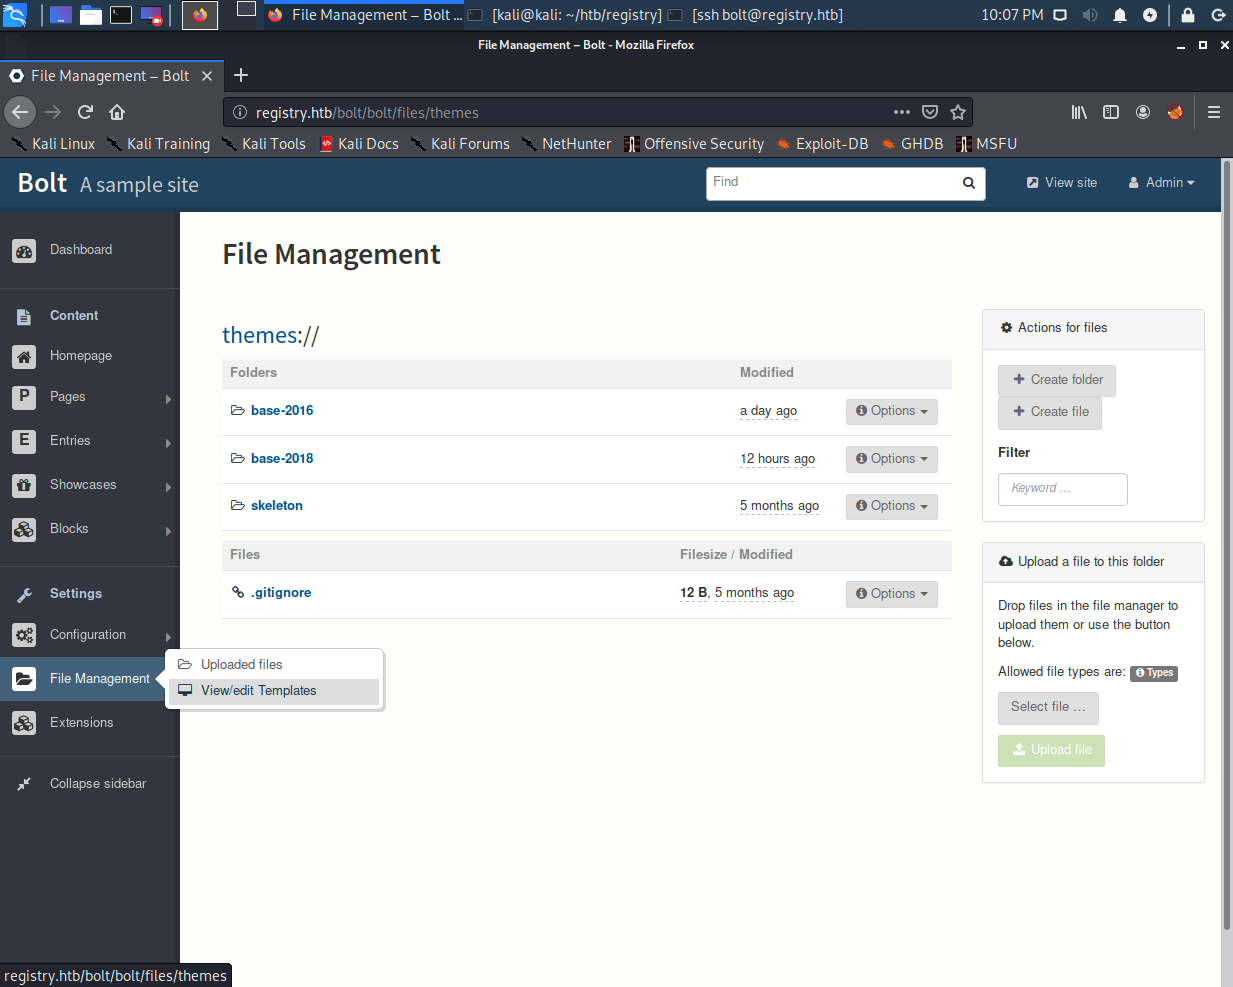 File Management – Bolt ... [kali@kali: ~/htb/registry] [ssh bolt@registry.htb] 10:07 PM
File Management – Bolt - Mozilla Firefox
File Management – Bolt
registry.htb/bolt/bolt/files/themes
Kali Linux Kali Training Kali Tools Kali Docs Kali Forums NetHunter Offensive Security Exploit-DB GHDB MSFU
Bolt A sample site Find View site Admin
Dashboard
Content
Homepage
P Pages
E Entries
Showcases
Blocks
Settings
Configuration
File Management
Extensions
Collapse sidebar
Uploaded files
View/edit Templates
File Management
themes://
Folders Modified
base-2016 a day ago Options
base-2018 12 hours ago Options
skeleton 5 months ago Options
Files Filesize / Modified
.gitignore 12 B, 5 months ago Options
Actions for files
Create folder
Create file
Filter
Keyword ...
Upload a file to this folder
Drop files in the file manager to
upload them or use the button
below.
Allowed file types are: Types
Select file ...
Upload file
registry.htb/bolt/bolt/files/themes